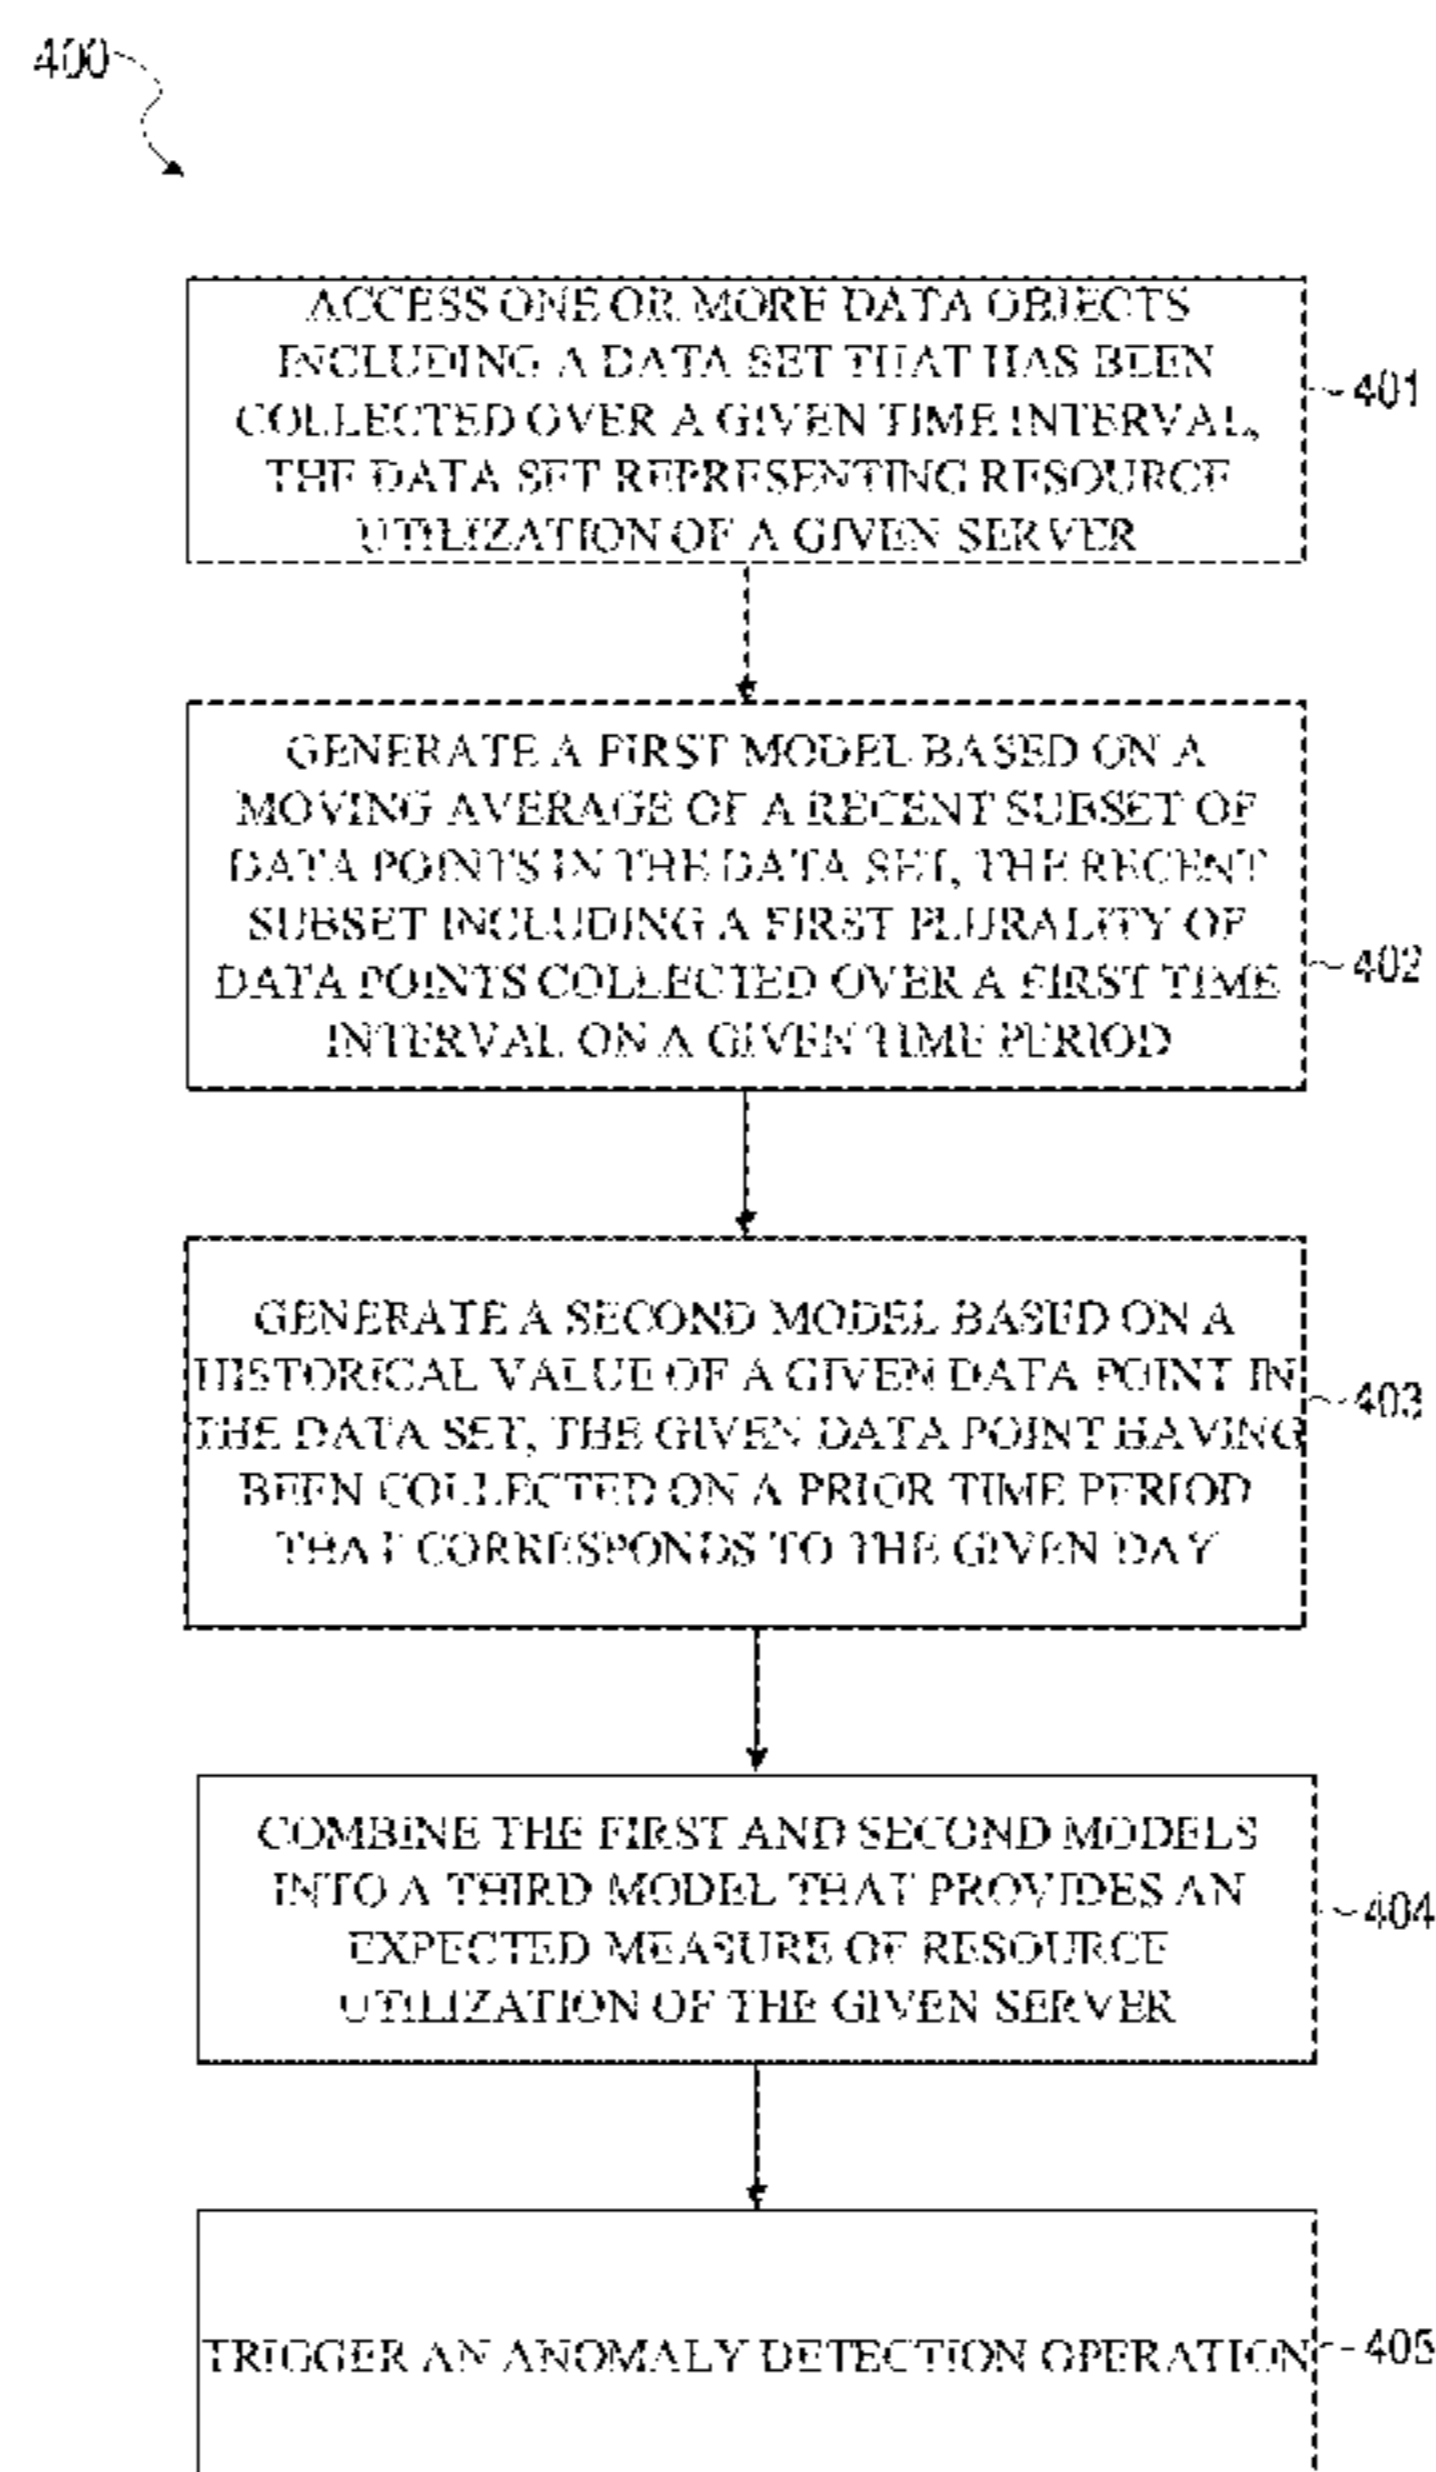 400
ACCESS ONE OR MORE DATA OBJECTS
INCLUDING A DATA SET THAT HAS BEEN
COLLECTED OVER A GIVEN TIME INTERVAL,
THE DATA SET REPRESENTING RESOURCE
UTILIZATION OF A GIVEN SERVER
401
GENERATE A FIRST MODEL BASED ON A
MOVING AVERAGE OF A RECENT SUBSET OF
DATA POINTS IN THE DATA SET, THE RECENT
SUBSET INCLUDING A FIRST PLURALITY OF
DATA POINTS COLLECTED OVER A FIRST TIME
INTERVAL ON A GIVEN TIME PERIOD
402
GENERATE A SECOND MODEL BASED ON A
HISTORICAL VALUE OF A GIVEN DATA POINT IN
THE DATA SET, THE GIVEN DATA POINT HAVING
BEEN COLLECTED ON A PRIOR TIME PERIOD
THAT CORRESPONDS TO THE GIVEN DAY
403
COMBINE THE FIRST AND SECOND MODELS
INTO A THIRD MODEL THAT PROVIDES AN
EXPECTED MEASURE OF RESOURCE
UTILIZATION OF THE GIVEN SERVER
404
TRIGGER AN ANOMALY DETECTION OPERATION
405